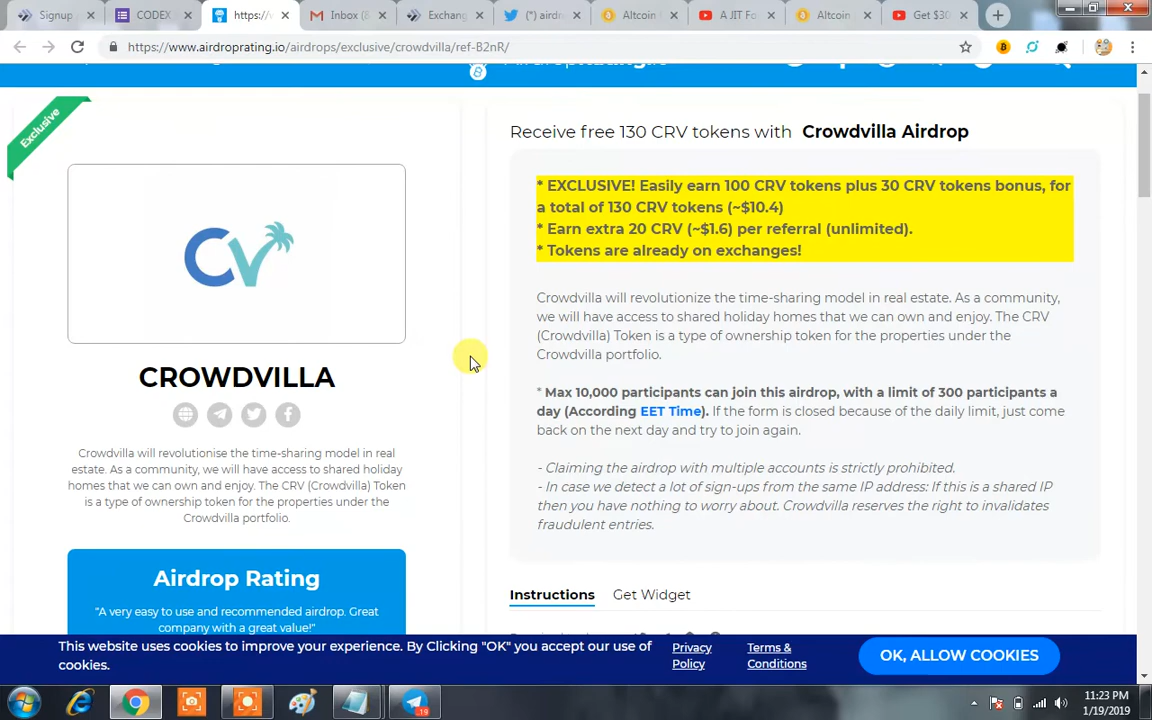 Signup
CODEX
https://
Inbox (8
Exchang
(*) airdr
Altcoin
A JIT Fo
Altcoin
Get $30
https://www.airdroprating.io/airdrops/exclusive/crowdvilla/ref-B2nR/
Exclusive
CV
CROWDVILLA
Crowdvilla will revolutionise the time-sharing model in real
estate. As a community, we will have access to shared holiday
homes that we can own and enjoy. The CRV (Crowdvilla) Token
is a type of ownership token for the properties under the
Crowdvilla portfolio.
Airdrop Rating
"A very easy to use and recommended airdrop. Great
company with a great value!"
Receive free 130 CRV tokens with Crowdvilla Airdrop
* EXCLUSIVE! Easily earn 100 CRV tokens plus 30 CRV tokens bonus, for
a total of 130 CRV tokens (~$10.4)
* Earn extra 20 CRV (~$1.6) per referral (unlimited).
* Tokens are already on exchanges!
Crowdvilla will revolutionize the time-sharing model in real estate. As a community,
we will have access to shared holiday homes that we can own and enjoy. The CRV
(Crowdvilla) Token is a type of ownership token for the properties under the
Crowdvilla portfolio.
* Max 10,000 participants can join this airdrop, with a limit of 300 participants a
day (According EET Time). If the form is closed because of the daily limit, just come
back on the next day and try to join again.
- Claiming the airdrop with multiple accounts is strictly prohibited.
- In case we detect a lot of sign-ups from the same IP address: If this is a shared IP
then you have nothing to worry about. Crowdvilla reserves the right to invalidates
fraudulent entries.
Instructions Get Widget
This website uses cookies to improve your experience. By Clicking "OK" you accept our use of
cookies.
Privacy
Policy
Terms &
Conditions
OK, ALLOW COOKIES
19
11:23 PM
1/19/2019